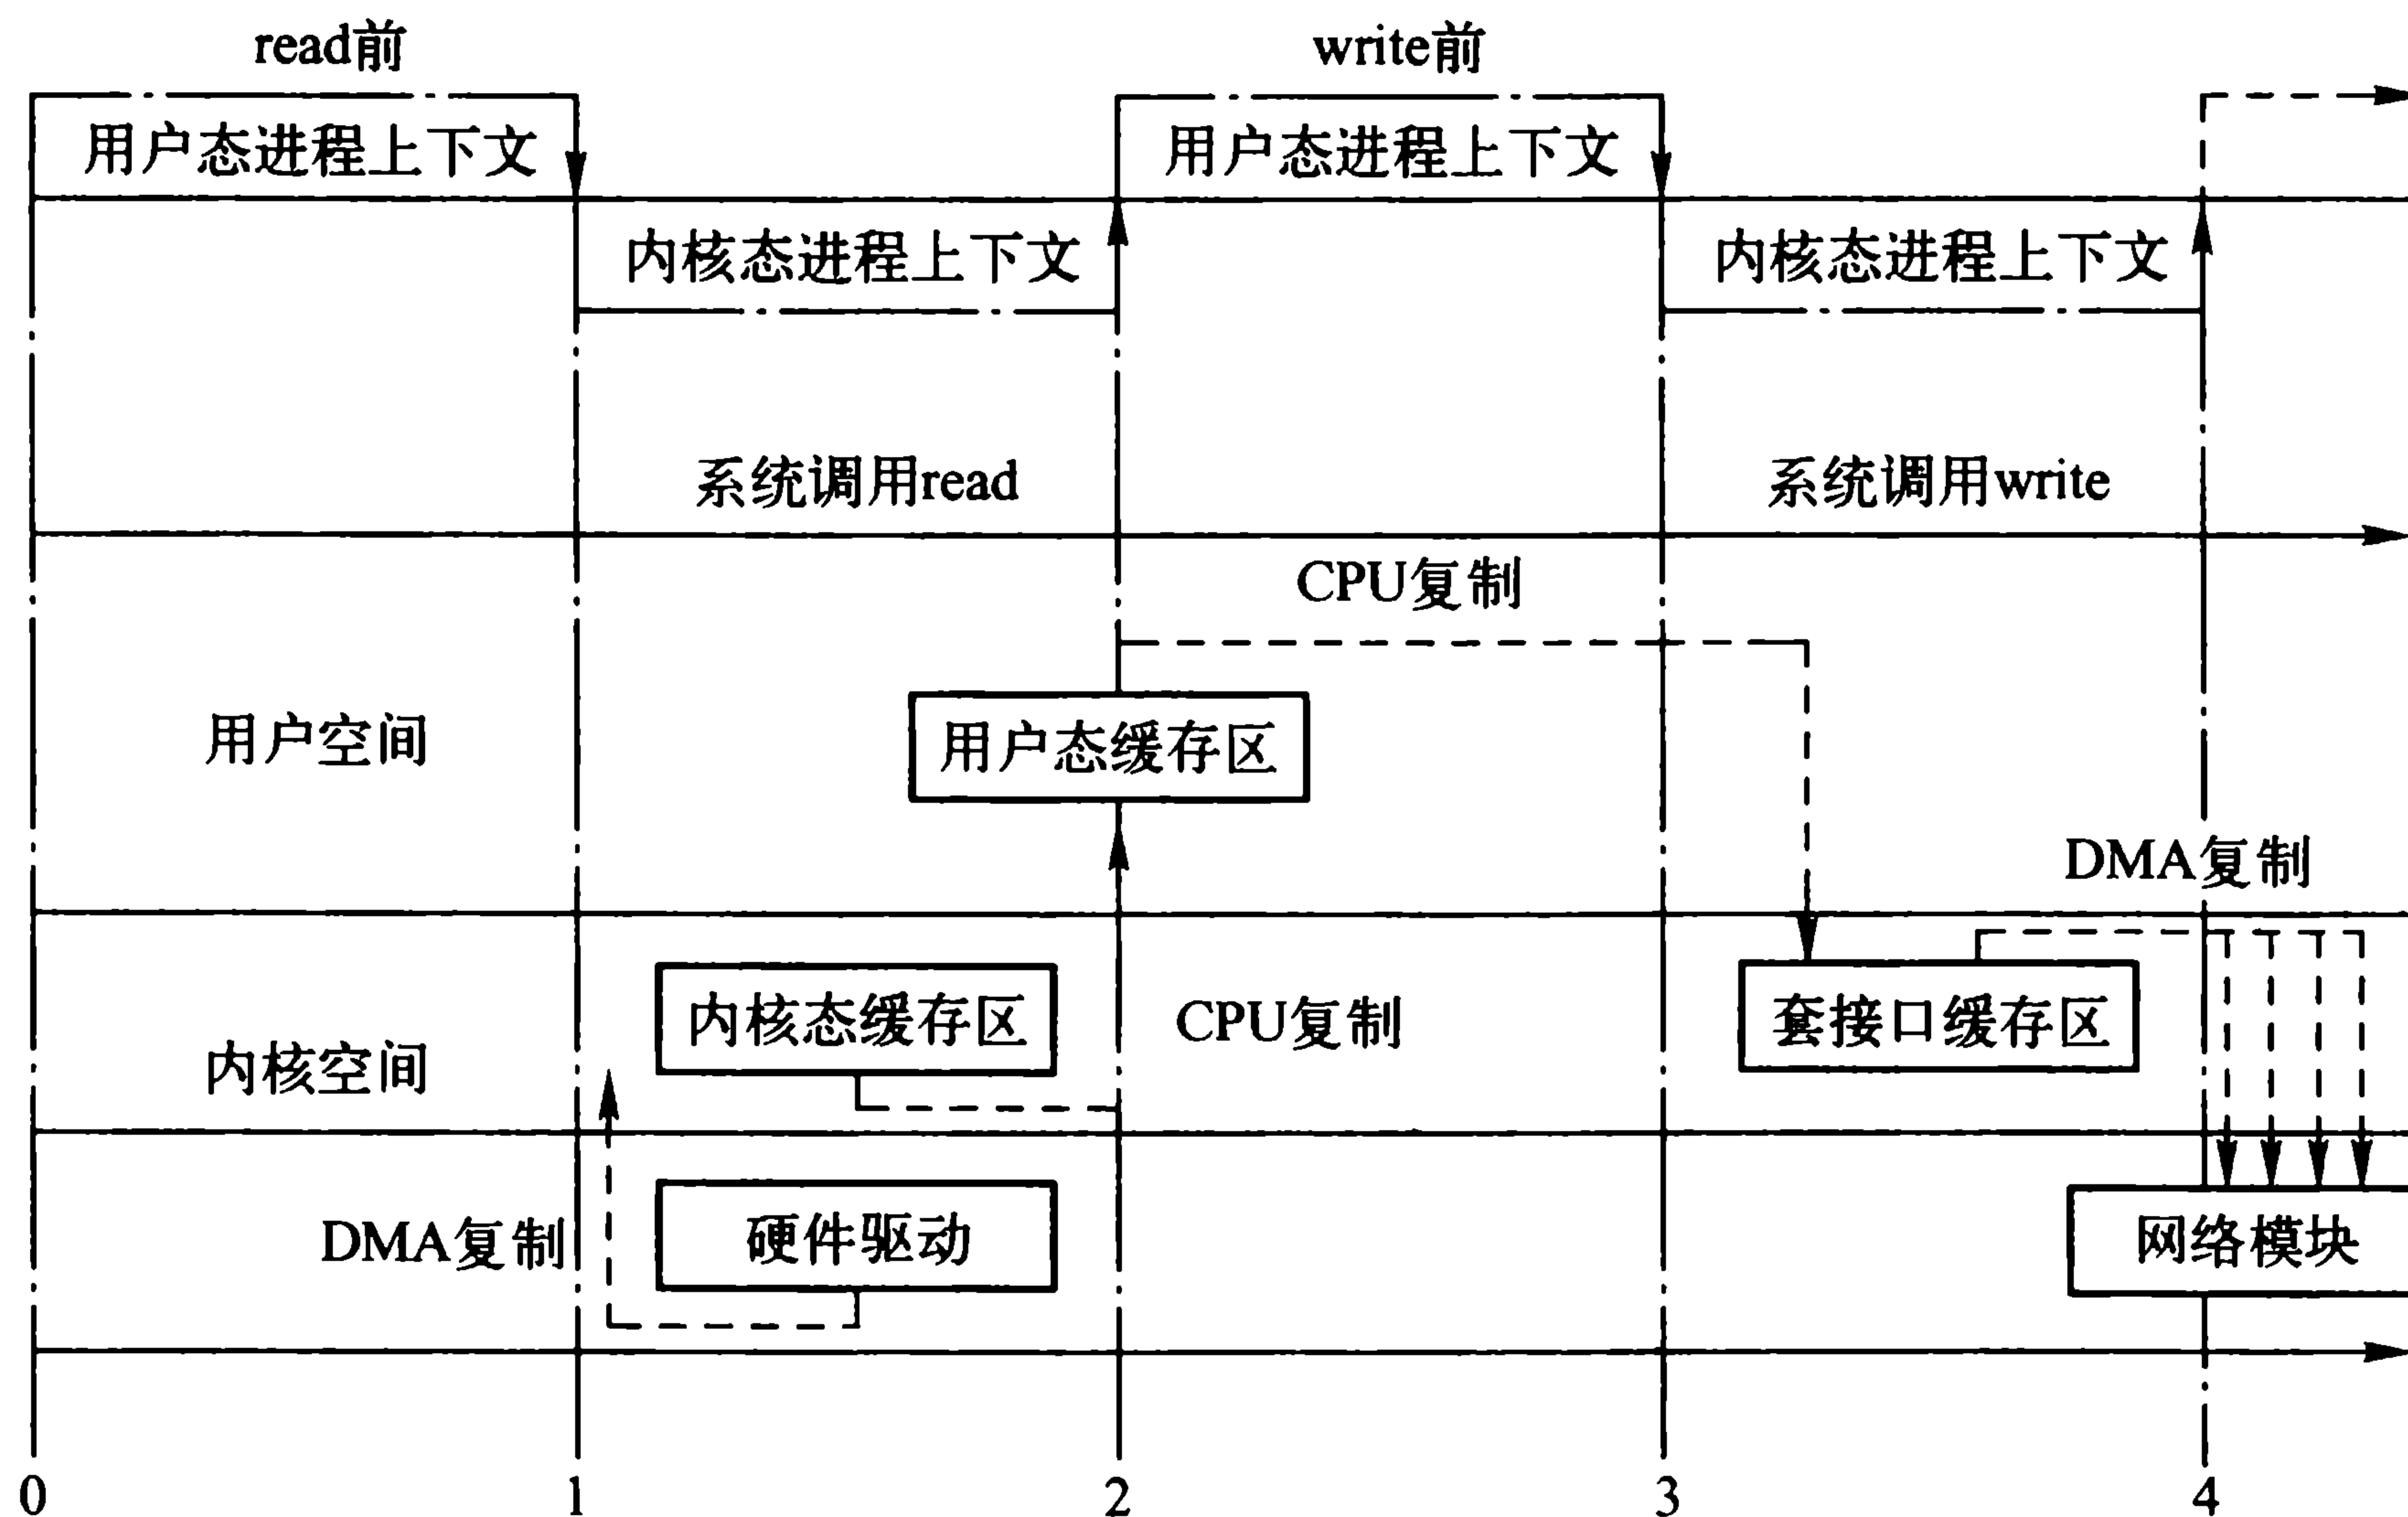 read前
write前
用户态进程上下文
用户态进程上下文
内核态进程上下文
内核态进程上下文
系统调用read
系统调用write
CPU复制
用户空间
用户态缓存区
DMA复制
内核态缓存区
CPU复制
套接口缓存区
内核空间
DMA复制
硬件驱动
网络模块
0
1
2
3
4